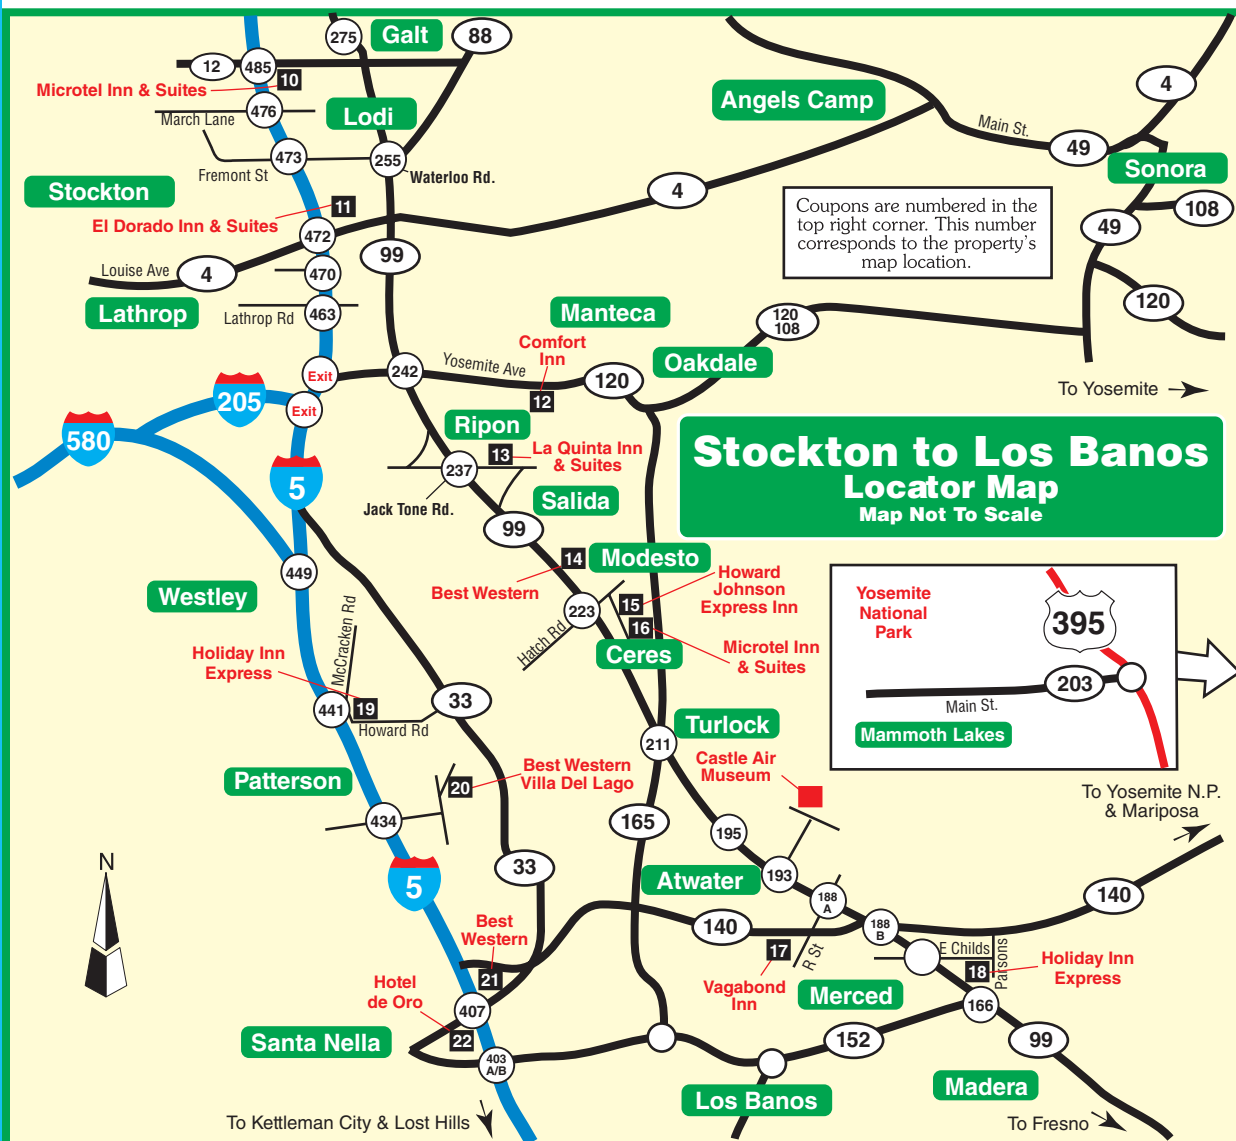 275
Galt
88
12
485
10
Microtel Inn & Suites
476
March Lane
Lodi
Angels Camp
4
Main St.
49
473
255
Fremont St
Waterloo Rd.
Sonora
Stockton
4
11
El Dorado Inn & Suites
108
Coupons are numbered in the
top right corner. This number
corresponds to the property's
map location.
49
472
99
Louise Ave
4
470
Lathrop
Lathrop Rd
463
Manteca
120
108
120
Comfort
Inn
Oakdale
Exit
242
Yosemite Ave
120
To Yosemite
12
205
Exit
580
Ripon
13
La Quinta Inn
& Suites
237
5
Jack Tone Rd.
Salida
99
Stockton to Los Banos
Locator Map
Map Not To Scale
14
Modesto
449
Best Western
Howard
Johnson
Express Inn
Westley
15
223
16
Hatch Rd
Ceres
Microtel Inn
& Suites
Yosemite
National
Park
395
203
Main St.
Mammoth Lakes
McCracken Rd
Holiday Inn
Express
19
441
33
Howard Rd
Turlock
211
Castle Air
Museum
Patterson
Best Western
Villa Del Lago
20
434
165
195
To Yosemite N.P.
& Mariposa
N
5
33
Atwater
193
188
A
140
140
188
B
Best
Western
17
R St
E Childs
Parsons
18
Holiday Inn
Express
21
Hotel
de Oro
Vagabond
Inn
Merced
407
166
22
Santa Nella
403
A/B
152
99
Los Banos
Madera
To Kettleman City & Lost Hills
To Fresno